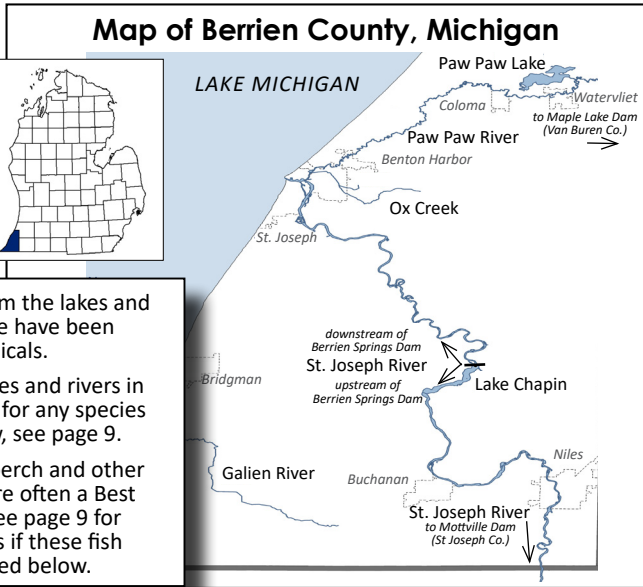 Map of Berrien County, Michigan
LAKE MICHIGAN
Paw Paw Lake
Coloma
Watervliet
to Maple Lake Dam
(Van Buren Co.)
Paw Paw River
Benton Harbor
Ox Creek
St. Joseph
m the lakes and
e have been
icals.
es and rivers in
for any species
, see page 9.
erch and other
re often a Best
ee page 9 for
s if these fish
ed below.
downstream of
Berrien Springs Dam
St. Joseph River
upstream of
Berrien Springs Dam
Lake Chapin
Bridgman
Galien River
Buchanan
Niles
St. Joseph River
to Mottville Dam
(St Joseph Co.)